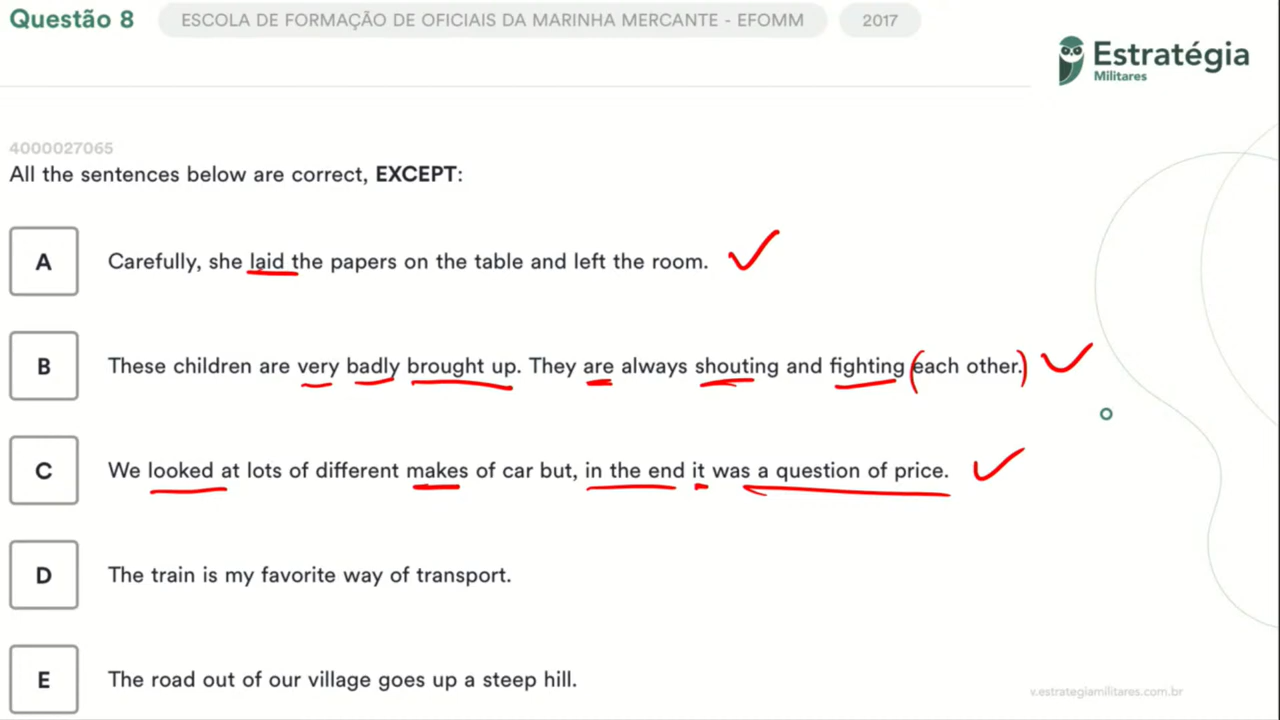 Questão 8 ESCOLA DE FORMAÇÃO DE OFICIAIS DA MARINHA MERCANTE - EFOMM 2017
Estratégia
Militares
4000027065
All the sentences below are correct, EXCEPT:
A Carefully, she laid the papers on the table and left the room.
B These children are very badly brought up. They are always shouting and fighting (each other.)
C We looked at lots of different makes of car but, in the end it was a question of price.
D The train is my favorite way of transport.
E The road out of our village goes up a steep hill.
v.estrategiamilitares.com.br